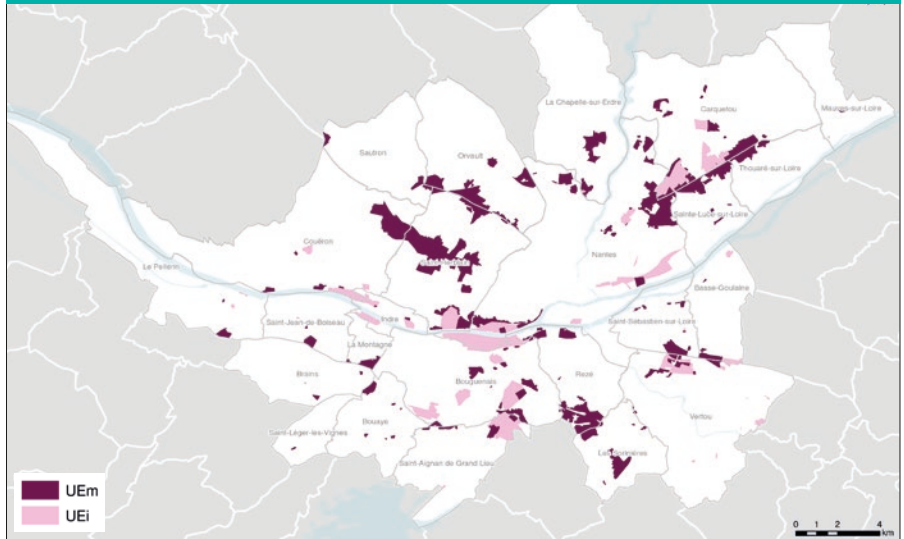 La Chapelle-sur-Erdre
Carquefou
Mauves-sur-Loire
Sautron
Orvault
Thouaré-sur-Loire
Sainte-Luce-sur-Loire
Couëron
Nantes
Le Pellerin
Basse-Goulaine
Indre
Saint-Jean-de-Boiseau
Saint-Sébastien-sur-Loire
La Montagne
Brains
Bouguenais
Rezé
Vertou
Bouaye
Saint-Léger-les-Vignes
Saint-Aignan de Grand Lieu
Les Sorinières
UEm
UEi
0 1 2 4
km